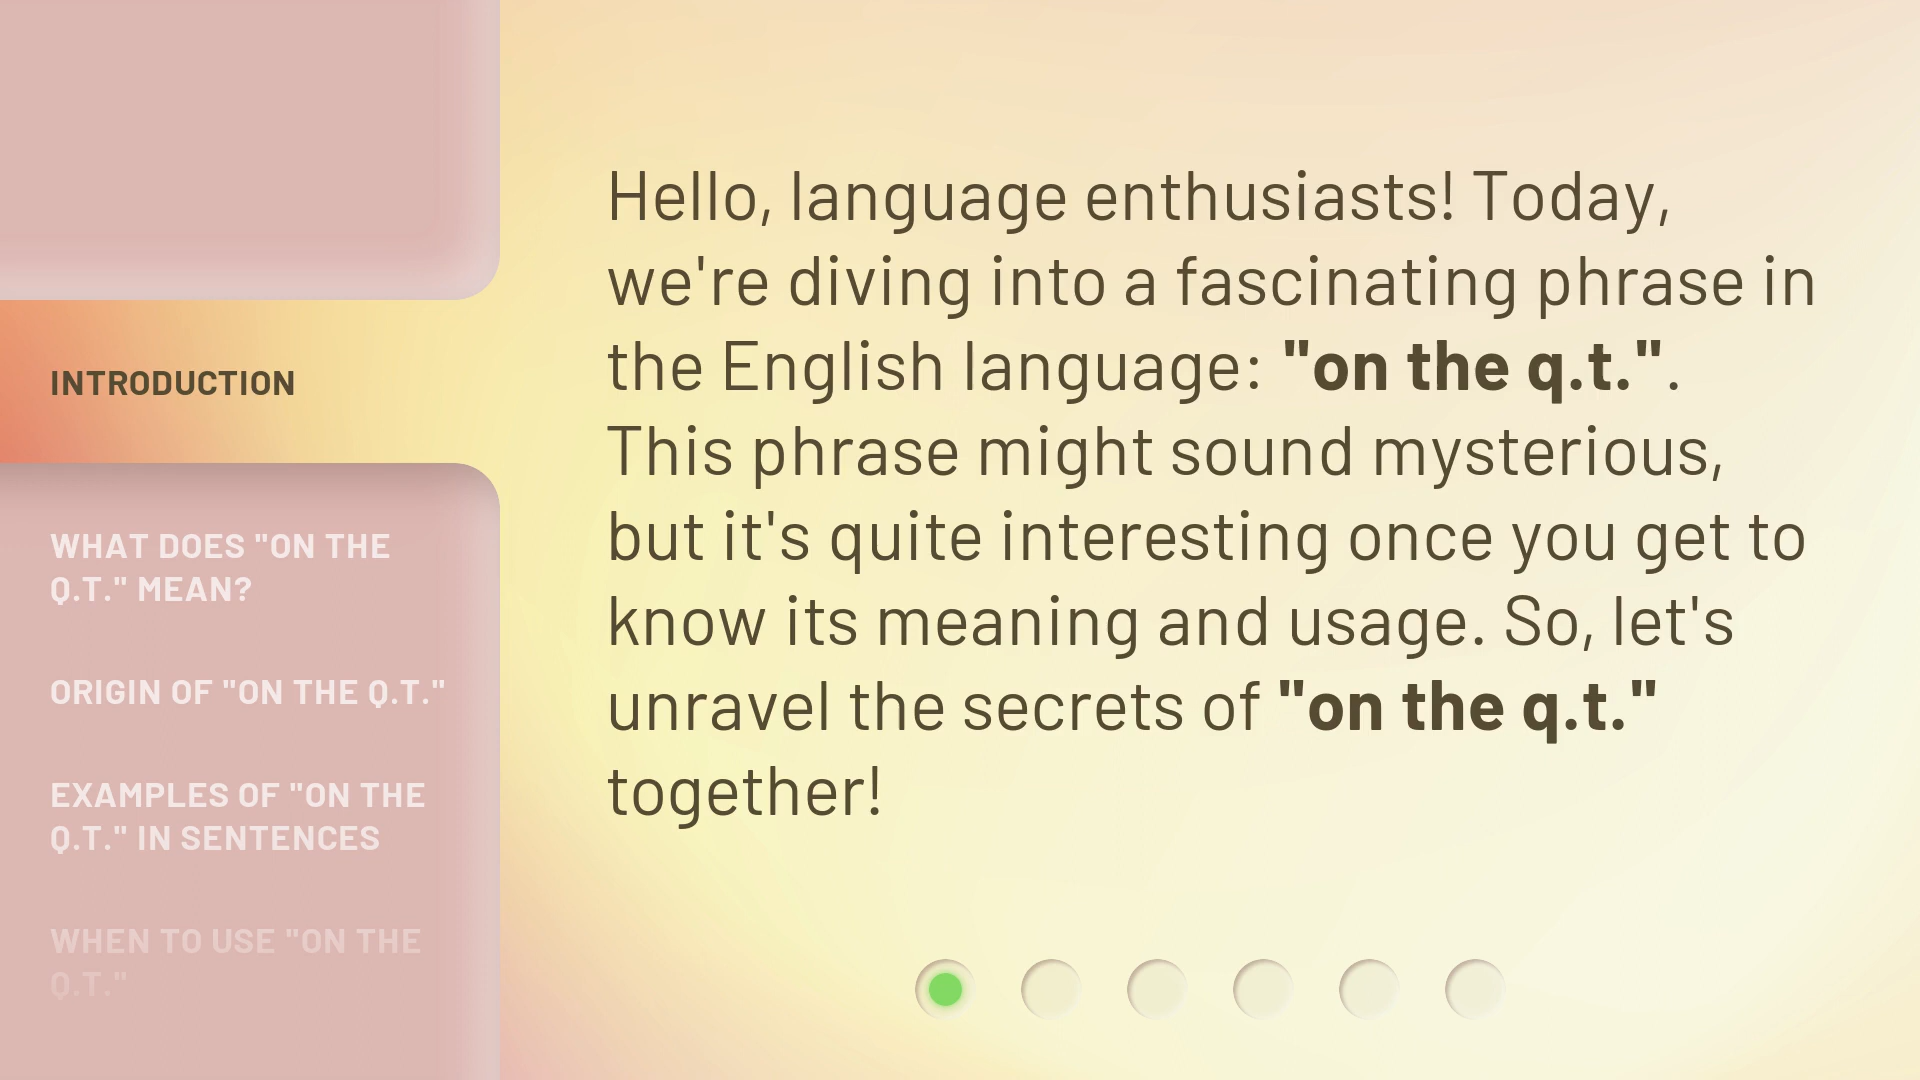 INTRODUCTION
WHAT DOES "ON THE
Q.T." MEAN?
ORIGIN OF "ON THE Q.T."
EXAMPLES OF "ON THE
Q.T." IN SENTENCES
WHEN TO USE "ON THE
Q.T."
Hello, language enthusiasts! Today,
we're diving into a fascinating phrase in
the English language: "on the q.t.".
This phrase might sound mysterious,
but it's quite interesting once you get to
know its meaning and usage. So, let's
unravel the secrets of "on the q.t."
together!